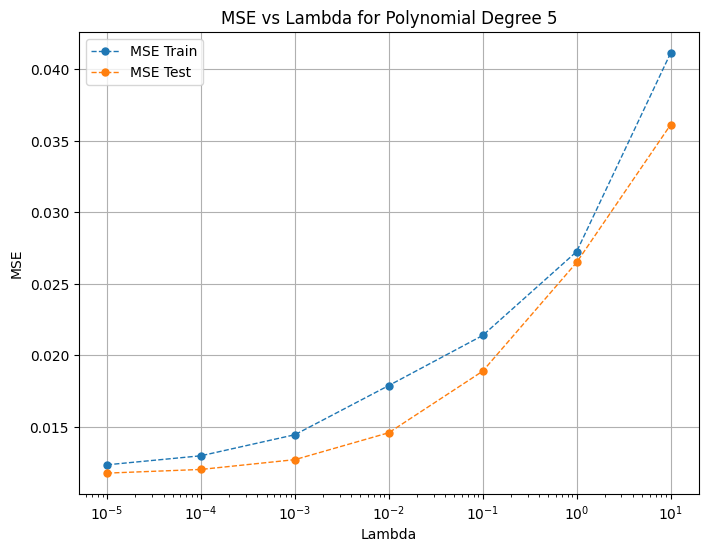 MSE vs Lambda for Polynomial Degree 5
MSE Train
MSE Test
0.040
0.035
0.030
0.025
0.020
0.015
MSE
10⁻⁵ 10⁻⁴ 10⁻³ 10⁻² 10⁻¹ 10⁰ 10¹
Lambda